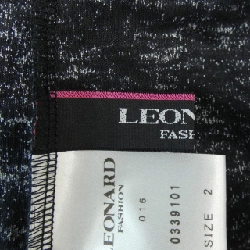 LEON
FASH
LEONARD
FASHION
016
0339101
SIZE 2